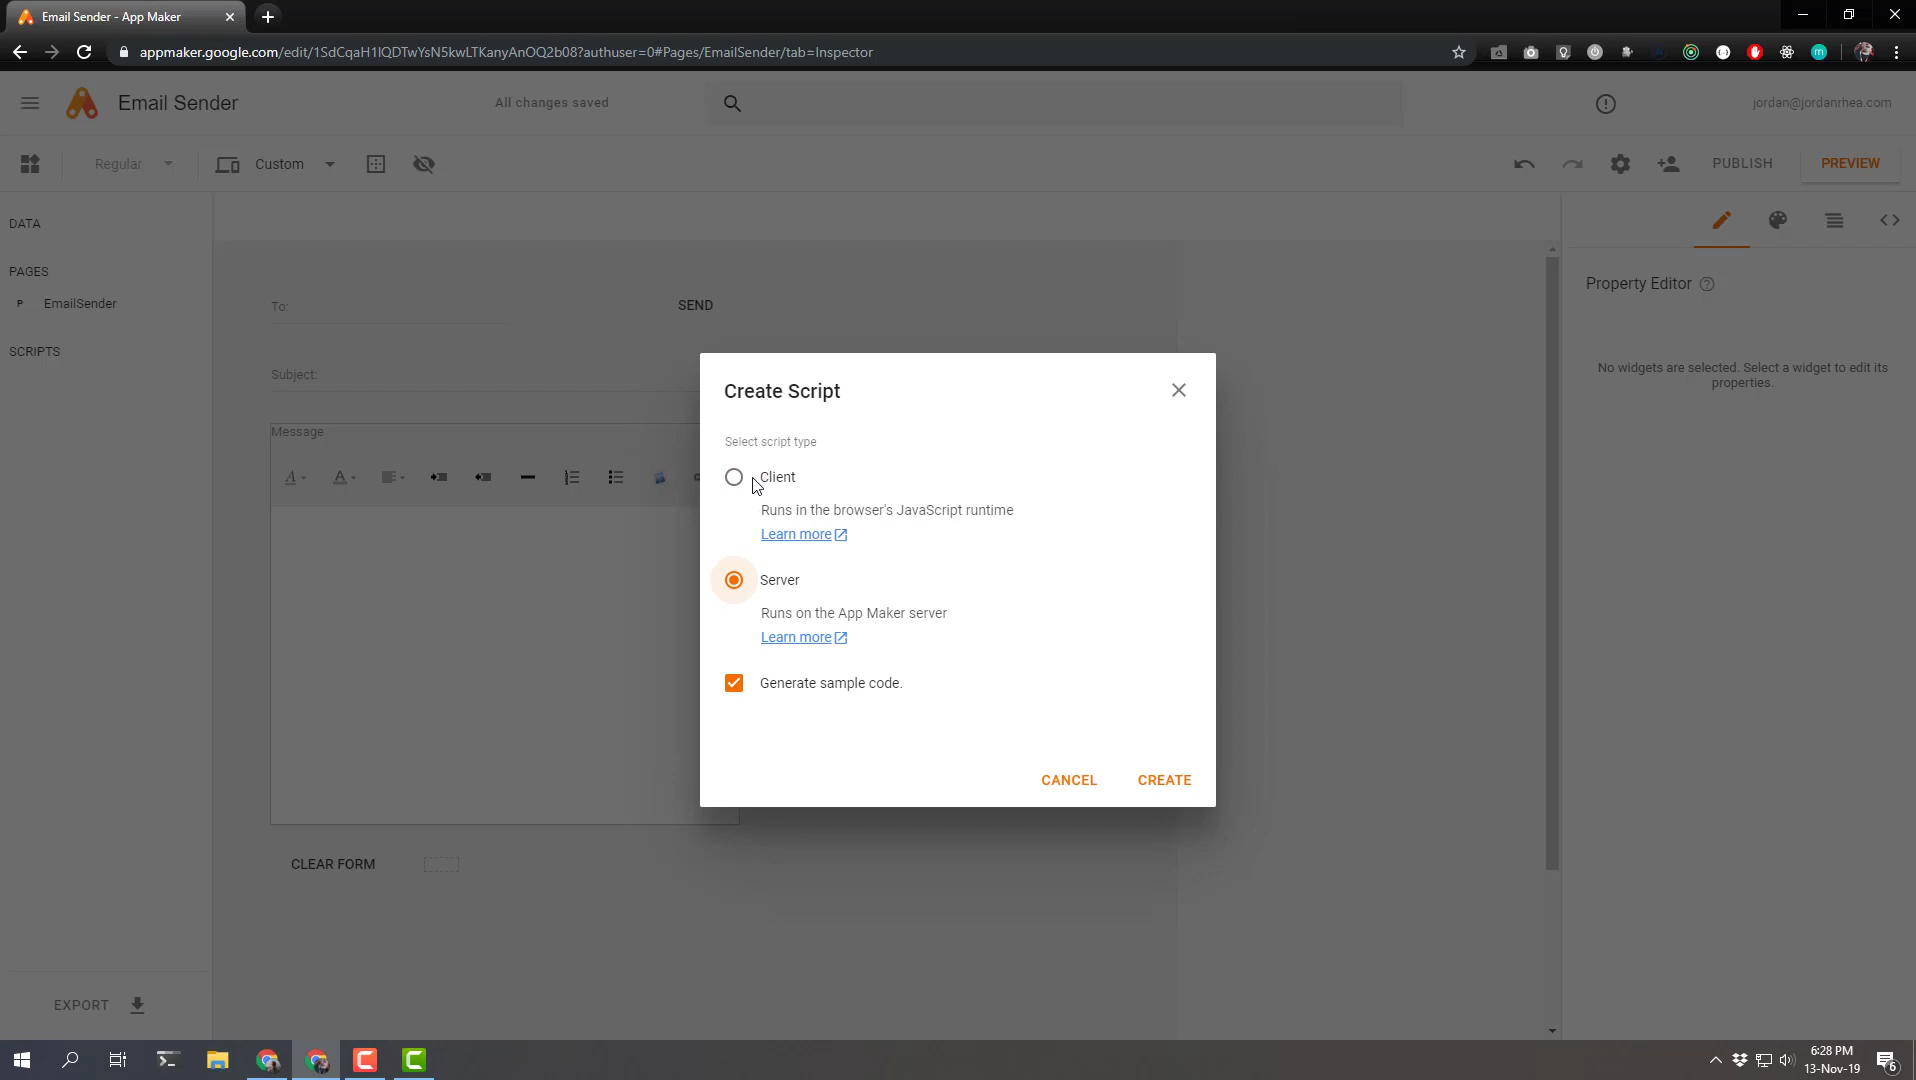 Email Sender - App Maker
appmaker.google.com/edit/1SdCqaH1lQDTwYsN5kwLTKanyAnOQ2b08?authuser=0#Pages/EmailSender/tab=Inspector
Email Sender
All changes saved
jordan@jordanrhea.com
Regular
Custom
PUBLISH
PREVIEW
DATA
PAGES
P EmailSender
SCRIPTS
To:
SEND
Subject:
Message
CLEAR FORM
Create Script
Select script type
Client
Runs in the browser's JavaScript runtime
Learn more
Server
Runs on the App Maker server
Learn more
Generate sample code.
CANCEL
CREATE
Property Editor
No widgets are selected. Select a widget to edit its
properties.
EXPORT
6:28 PM
13-Nov-19
6